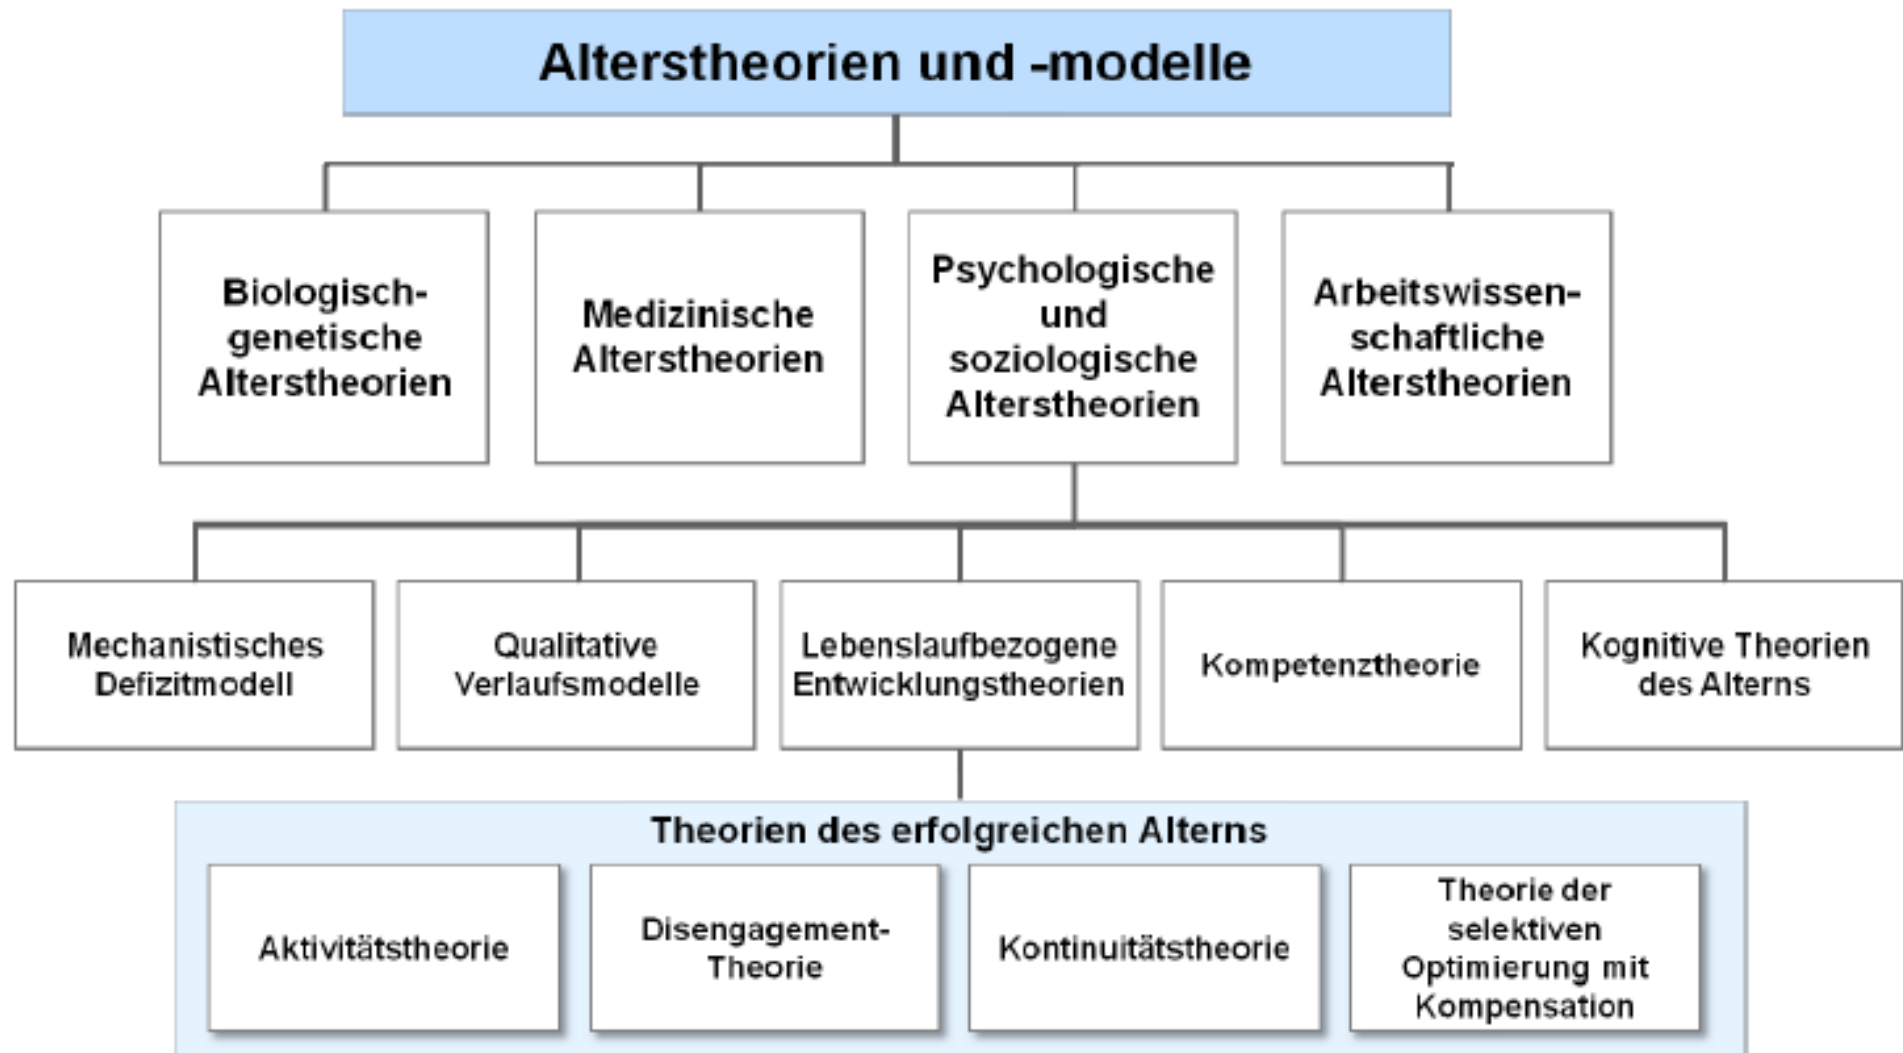 Alterstheorien und -modelle
Biologisch-
genetische
Alterstheorien
Medizinische
Alterstheorien
Psychologische
und
soziologische
Alterstheorien
Arbeitswissen-
schaftliche
Alterstheorien
Mechanistisches
Defizitmodell
Qualitative
Verlaufsmodelle
Lebenslaufbezogene
Entwicklungstheorien
Kompetenztheorie
Kognitive Theorien
des Alterns
Theorien des erfolgreichen Alterns
Aktivitätstheorie
Disengagement-
Theorie
Kontinuitätstheorie
Theorie der
selektiven
Optimierung mit
Kompensation